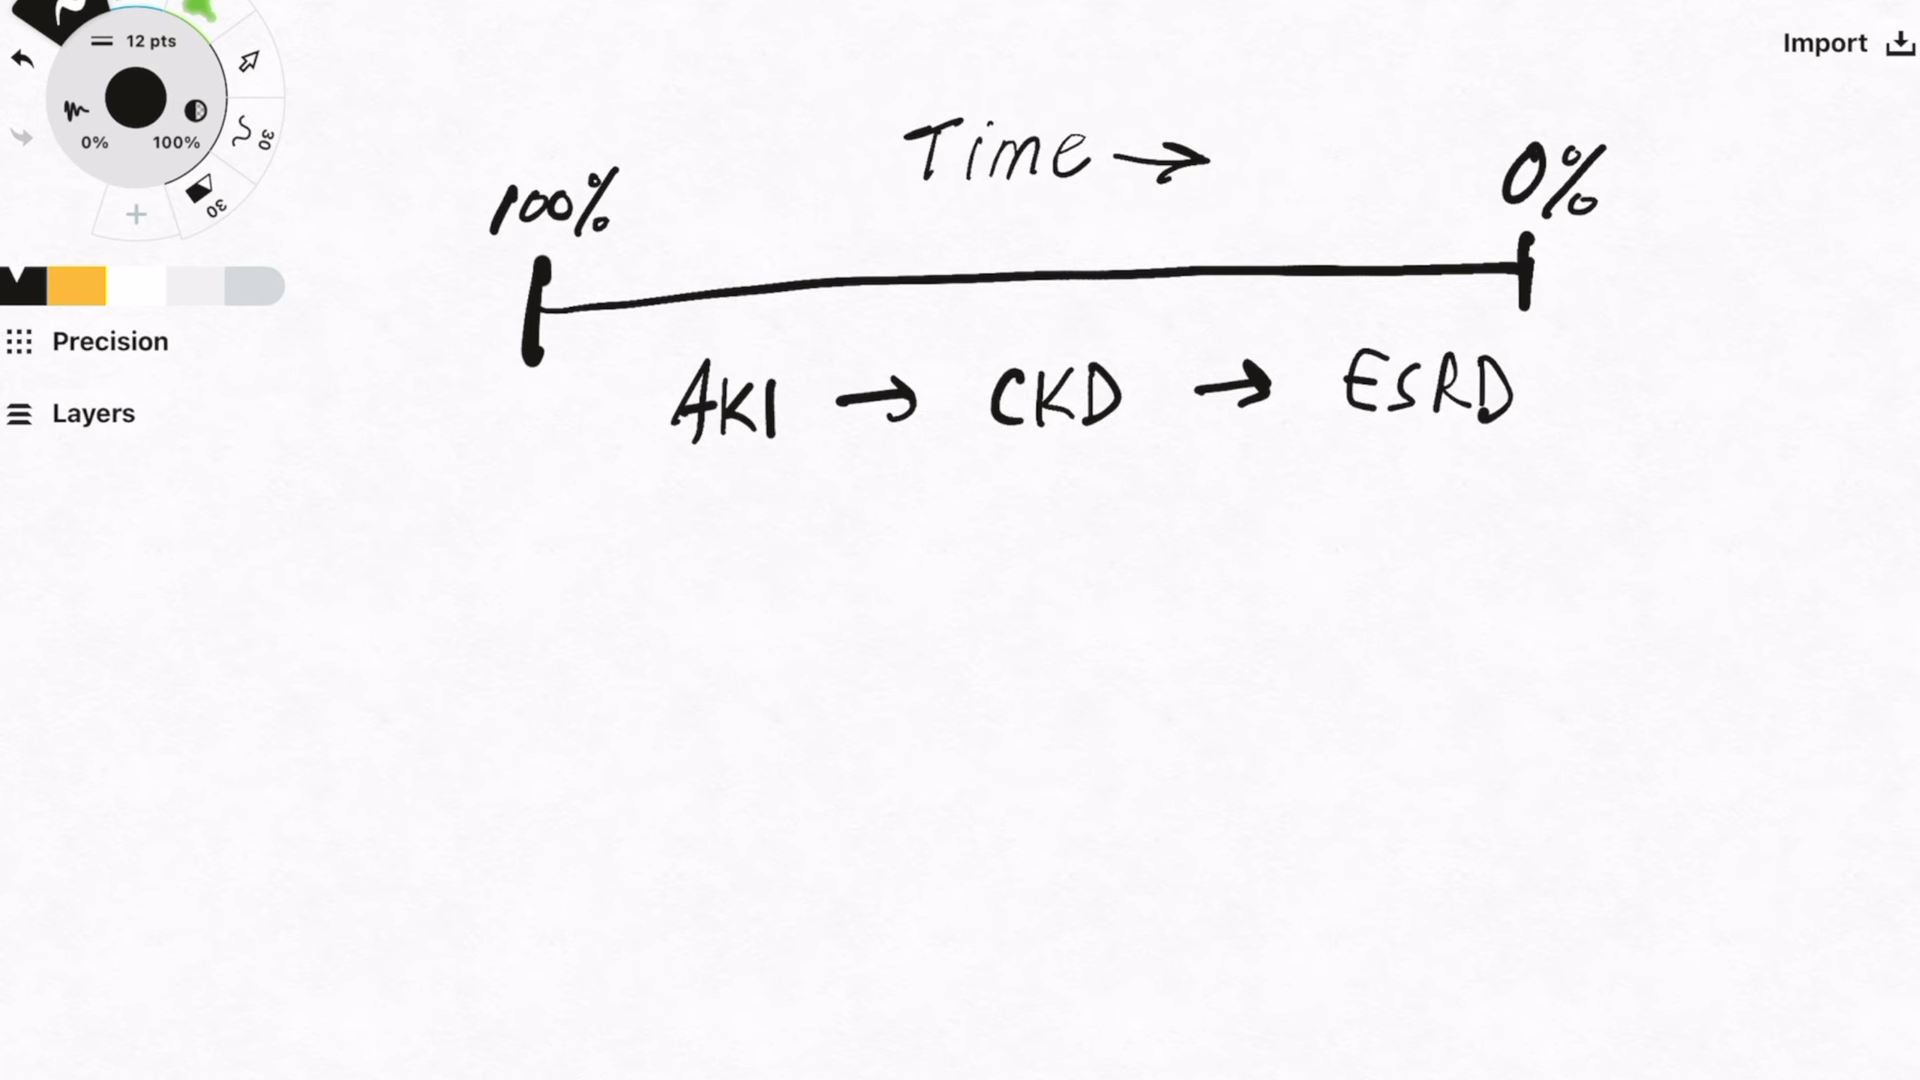 12 pts
0% 100%
30
30
Import
Precision
Layers
Time →
100% 0%
AKI → CKD → ESRD